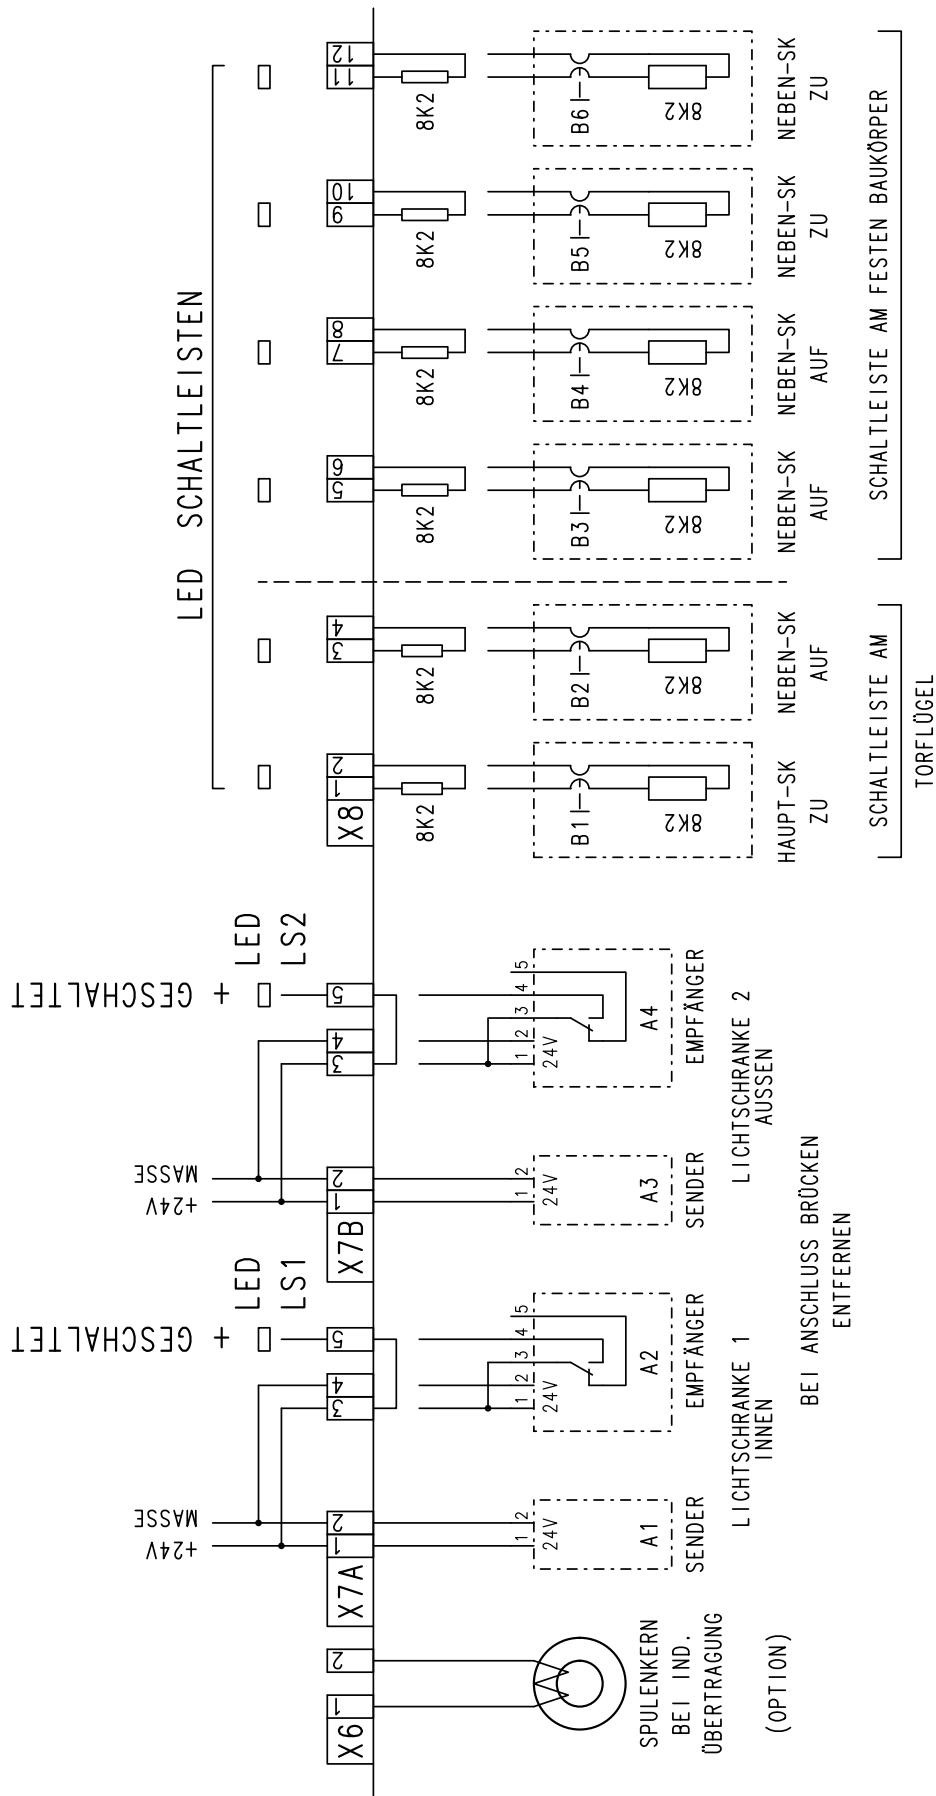 LED SCHALTLEISTEN
X6
1
2
X7A
1
2
3
4
5
+24V
MASSE
+ GESCHALTET
LED
LS1
X7B
1
2
3
4
5
+24V
MASSE
+ GESCHALTET
LED
LS2
X8
1
2
3
4
5
6
7
8
9
10
11
12
8K2
8K2
8K2
8K2
8K2
8K2
1 2
24V
A1
SENDER
1 2 3 4 5
24V
A2
EMPFÄNGER
LICHTSCHRANKE 1
INNEN
1 2
24V
A3
SENDER
1 2 3 4 5
24V
A4
EMPFÄNGER
LICHTSCHRANKE 2
AUSSEN
BEI ANSCHLUSS BRÜCKEN
ENTFERNEN
SPULENKERN
BEI IND.
ÜBERTRAGUNG
(OPTION)
B1
8K2
HAUPT-SK
ZU
B2
8K2
NEBEN-SK
AUF
B3
8K2
NEBEN-SK
AUF
B4
8K2
NEBEN-SK
AUF
B5
8K2
NEBEN-SK
ZU
B6
8K2
NEBEN-SK
ZU
SCHALTLEISTE AM
TORFLÜGEL
SCHALTLEISTE AM FESTEN BAUKÖRPER